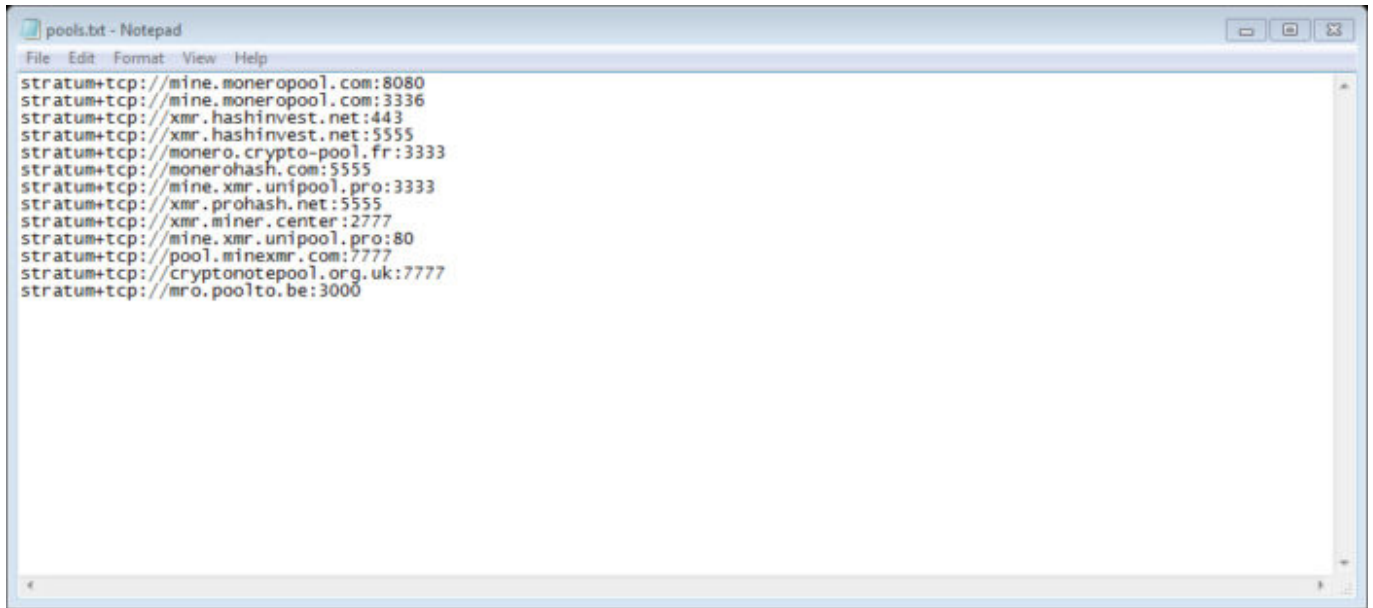 pools.txt - Notepad
File Edit Format View Help
stratum+tcp://mine.moneropool.com:8080
stratum+tcp://mine.moneropool.com:3336
stratum+tcp://xmr.hashinvest.net:443
stratum+tcp://xmr.hashinvest.net:5555
stratum+tcp://monero.crypto-pool.fr:3333
stratum+tcp://monerohash.com:5555
stratum+tcp://mine.xmr.unipool.pro:3333
stratum+tcp://xmr.prohash.net:5555
stratum+tcp://xmr.miner.center:2777
stratum+tcp://mine.xmr.unipool.pro:80
stratum+tcp://pool.minexmr.com:7777
stratum+tcp://cryptonotepool.org.uk:7777
stratum+tcp://mro.poolto.be:3000